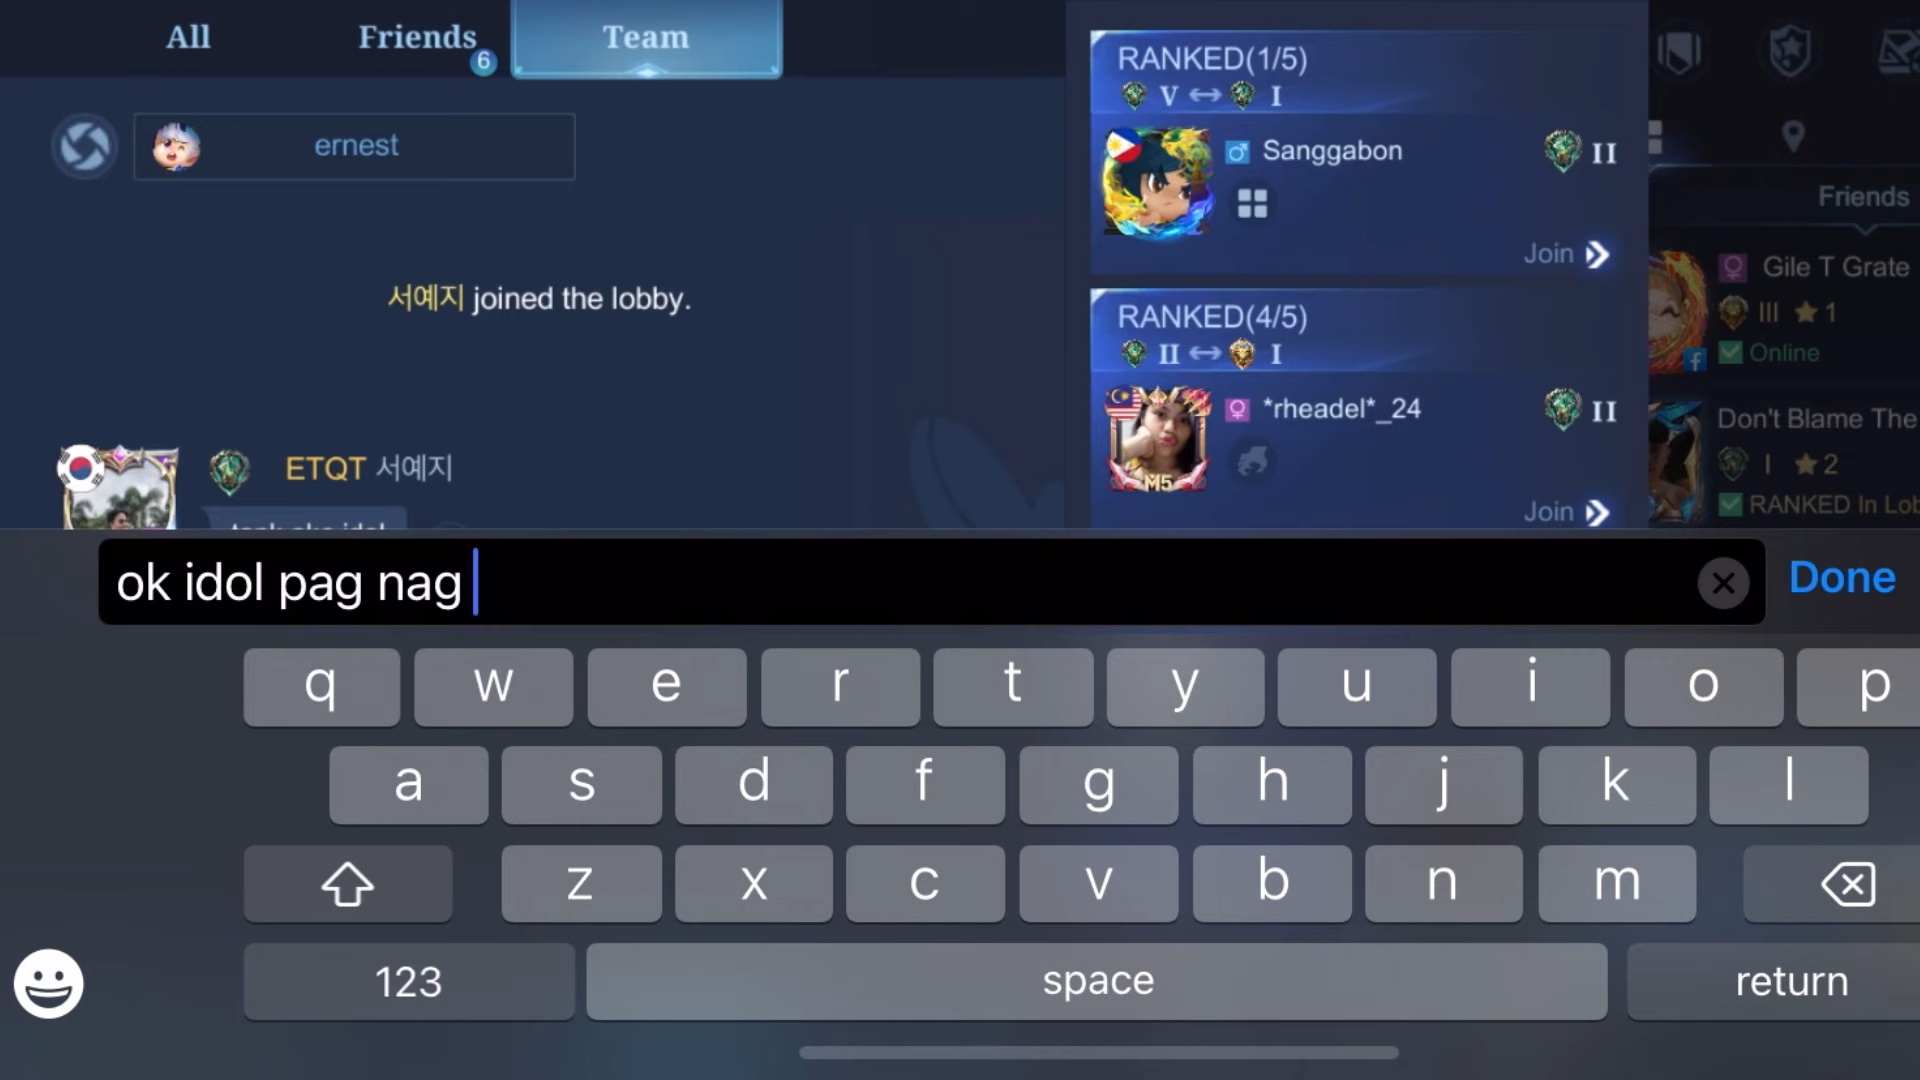 All
Friends
6
Team
ernest
서예지 joined the lobby.
ETQT 서예지
RANKED(1/5)
V I
Sanggabon
II
Join
RANKED(4/5)
II I
*rheadel*_24
II
M5
Join
Friends
Gile T Grate
III 1
Online
Don't Blame The
I 2
RANKED In Lob
ok idol pag nag
Done
q w e r t y u i o p
a s d f g h j k l
z x c v b n m
123
space
return